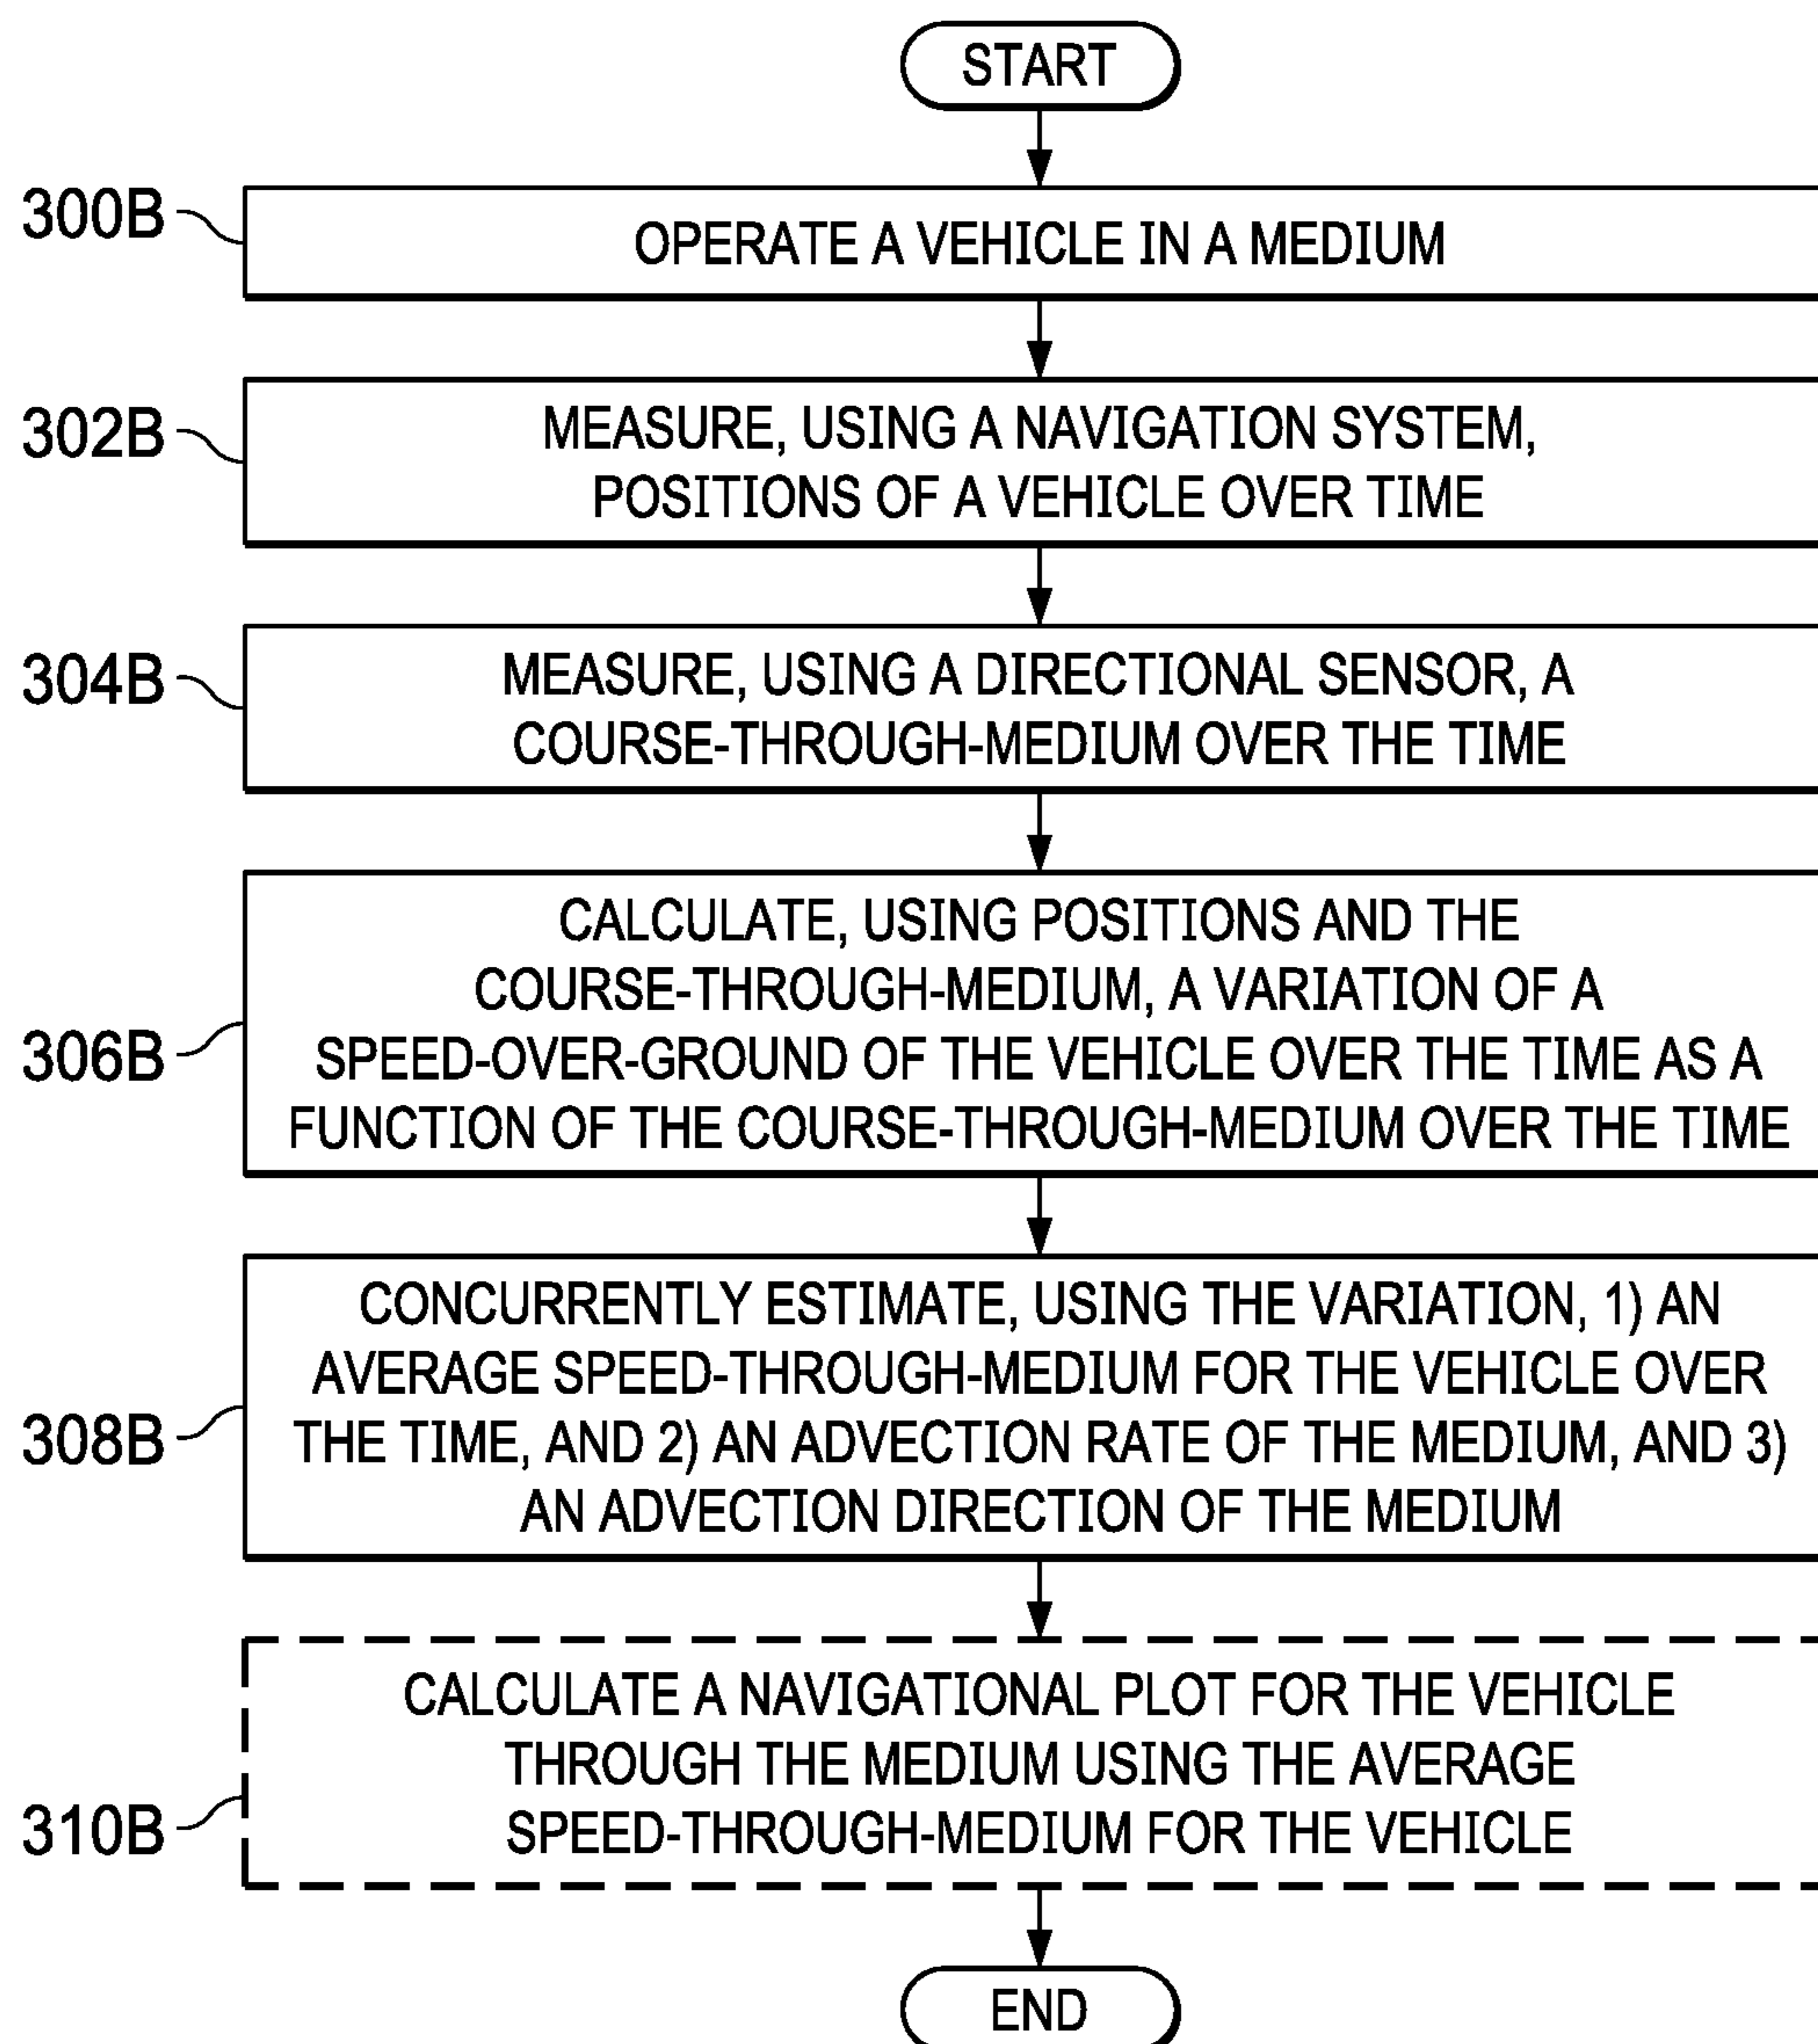 START
300B
OPERATE A VEHICLE IN A MEDIUM
302B
MEASURE, USING A NAVIGATION SYSTEM,
POSITIONS OF A VEHICLE OVER TIME
304B
MEASURE, USING A DIRECTIONAL SENSOR, A
COURSE-THROUGH-MEDIUM OVER THE TIME
306B
CALCULATE, USING POSITIONS AND THE
COURSE-THROUGH-MEDIUM, A VARIATION OF A
SPEED-OVER-GROUND OF THE VEHICLE OVER THE TIME AS A
FUNCTION OF THE COURSE-THROUGH-MEDIUM OVER THE TIME
308B
CONCURRENTLY ESTIMATE, USING THE VARIATION, 1) AN
AVERAGE SPEED-THROUGH-MEDIUM FOR THE VEHICLE OVER
THE TIME, AND 2) AN ADVECTION RATE OF THE MEDIUM, AND 3)
AN ADVECTION DIRECTION OF THE MEDIUM
310B
CALCULATE A NAVIGATIONAL PLOT FOR THE VEHICLE
THROUGH THE MEDIUM USING THE AVERAGE
SPEED-THROUGH-MEDIUM FOR THE VEHICLE
END